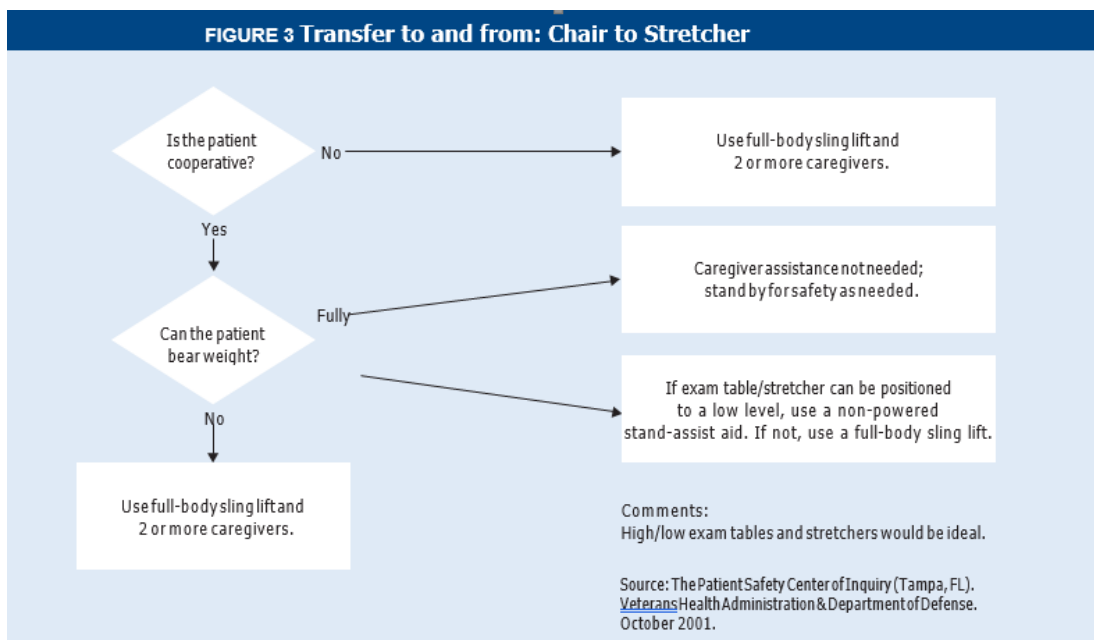 FIGURE 3 Transfer to and from: Chair to Stretcher
Is the patient
cooperative?
No
Use full-body sling lift and
2 or more caregivers.
Yes
Caregiver assistance not needed;
stand by for safety as needed.
Fully
Can the patient
bear weight?
If exam table/stretcher can be positioned
to a low level, use a non-powered
stand-assist aid. If not, use a full-body sling lift.
No
Use full-body sling lift and
2 or more caregivers.
Comments:
High/low exam tables and stretchers would be ideal.
Source: The Patient Safety Center of Inquiry (Tampa, FL).
Veterans Health Administration & Department of Defense.
October 2001.